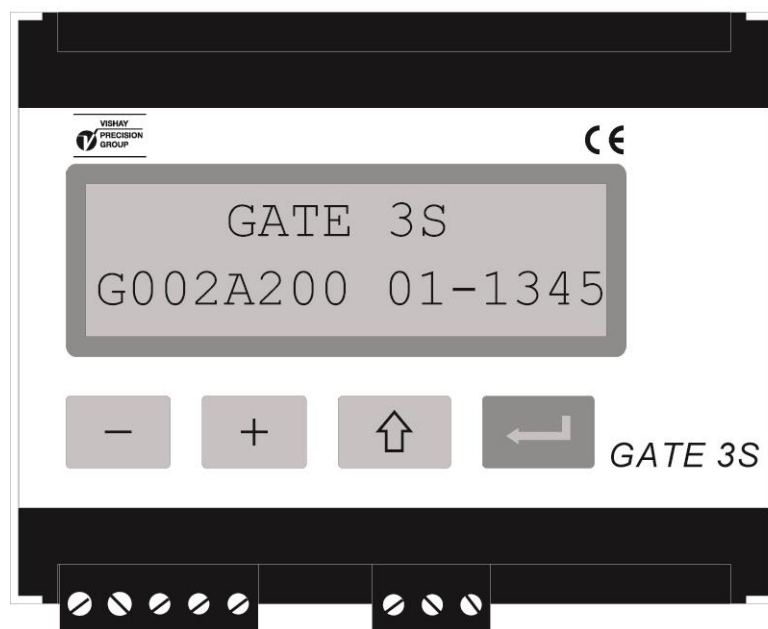 VISHAY
PRECISION
GROUP
CE
GATE 3S
G002A200 01-1345
- +
GATE 3S